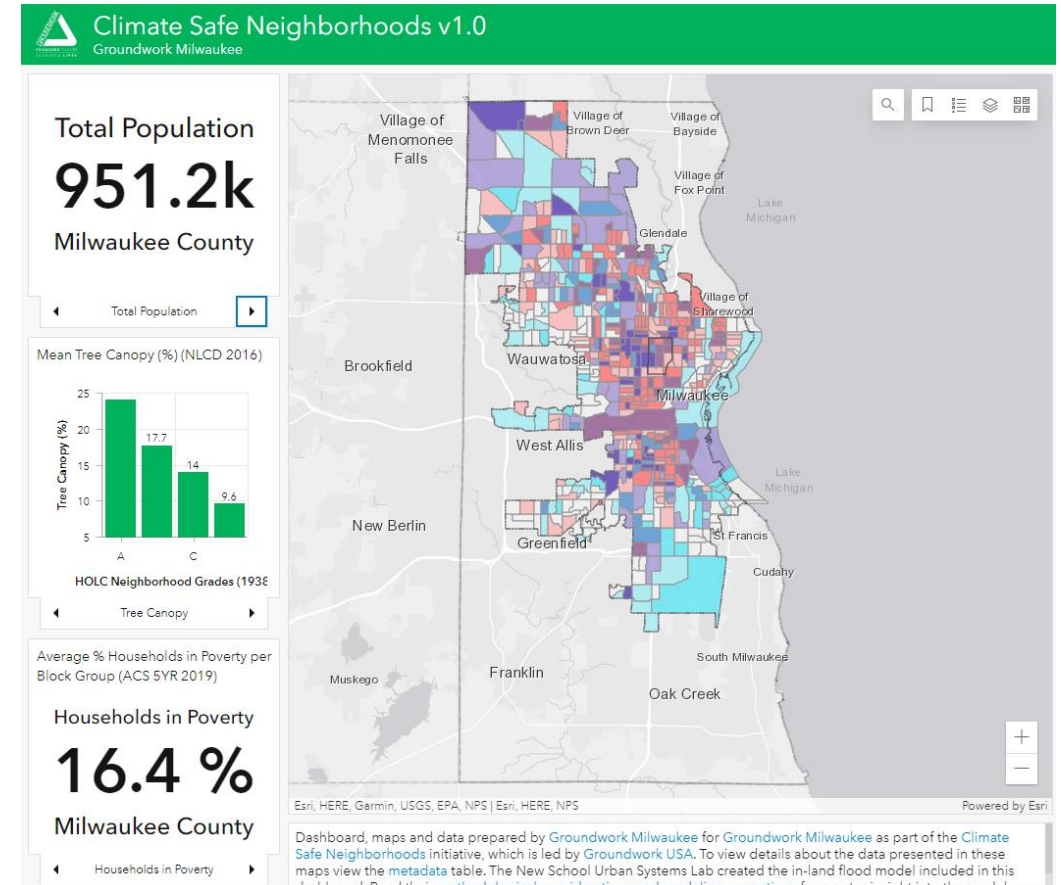 Climate Safe Neighborhoods v1.0
Groundwork Milwaukee
Total Population
951.2k
Milwaukee County
Total Population
Mean Tree Canopy (%) (NLCD 2016)
Tree Canopy (%)
25
20
15
10
5
17.7
14
9.6
A
C
HOLC Neighborhood Grades (1938
Tree Canopy
Average % Households in Poverty per
Block Group (ACS 5YR 2019)
Households in Poverty
16.4 %
Milwaukee County
Households in Poverty
Village of
Menomonee
Falls
Village of
Brown Deer
Village of
Bayside
Village of
Fox Point
Lake
Michigan
Glendale
Village of
Shorewood
Brookfield
Wauwatosa
Milwaukee
West Allis
Lake
Michigan
New Berlin
Greenfield
St Francis
Cudahy
South Milwaukee
Muskego
Franklin
Oak Creek
Esri, HERE, Garmin, USGS, EPA, NPS | Esri, HERE, NPS
Powered by Esri
Dashboard, maps and data prepared by Groundwork Milwaukee for Groundwork Milwaukee as part of the Climate
Safe Neighborhoods initiative, which is led by Groundwork USA. To view details about the data presented in these
maps view the metadata table. The New School Urban Systems Lab created the in-land flood model included in this